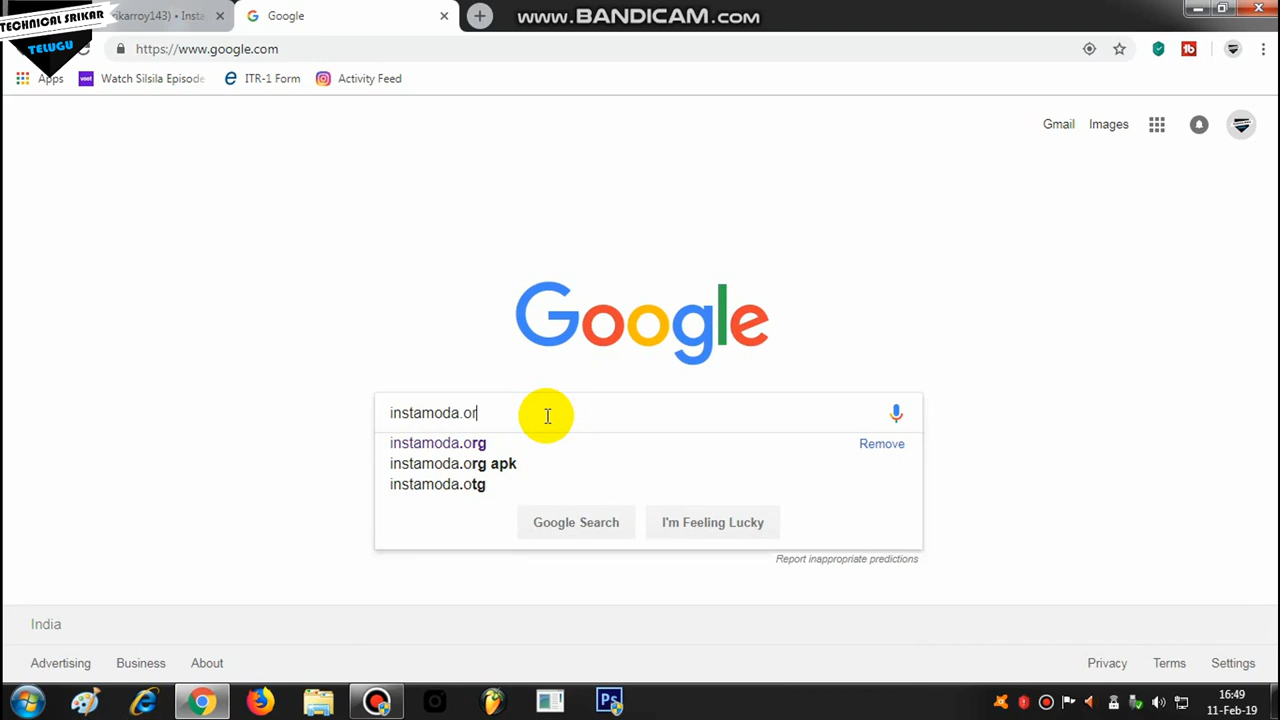 TECHNICAL SRIKAR
TELUGU
rikarroy143) • Insta
Google
www.BANDICAM.com
https://www.google.com
Apps
Watch Silsila Episode
ITR-1 Form
Activity Feed
Gmail
Images
Google
instamoda.or
instamoda.org
Remove
instamoda.org apk
instamoda.otg
Google Search
I'm Feeling Lucky
Report inappropriate predictions
India
Advertising
Business
About
Privacy
Terms
Settings
16:49
11-Feb-19